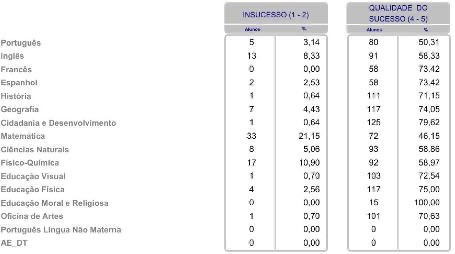 INSUCESSO (1 - 2) QUALIDADE DO SUCESSO (4 - 5)
Alunos % Alunos %
Português 5 3,14 80 50,31
Inglês 13 8,33 91 58,33
Francês 0 0,00 58 73,42
Espanhol 2 2,53 58 73,42
História 1 0,64 111 71,15
Geografia 7 4,43 117 74,05
Cidadania e Desenvolvimento 1 0,64 125 79,62
Matemática 33 21,15 72 46,15
Ciências Naturais 8 5,06 93 58,86
Físico-Química 17 10,90 92 58,97
Educação Visual 1 0,70 103 72,54
Educação Física 4 2,56 117 75,00
Educação Moral e Religiosa 0 0,00 15 100,00
Oficina de Artes 1 0,70 101 70,63
Português Língua Não Materna 0 0,00 0 0,00
AE_DT 0 0,00 0 0,00